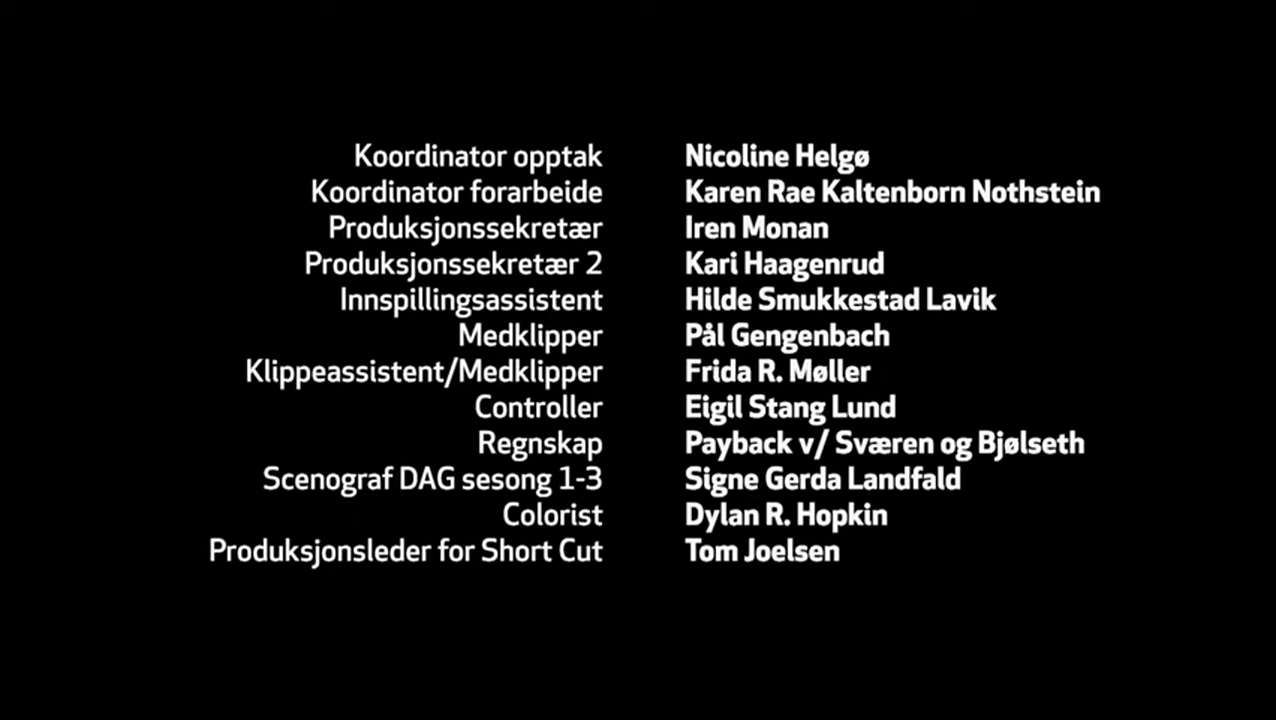 Koordinator opptak Nicoline Helgø
Koordinator forarbeide Karen Rae Kaltenborn Nothstein
Produksjonssekretær Iren Monan
Produksjonssekretær 2 Kari Haagenrud
Innspillingsassistent Hilde Smukkestad Lavik
Medklipper Pål Gengenbach
Klippeassistent/Medklipper Frida R. Møller
Controller Eigil Stang Lund
Regnskap Payback v/ Sværen og Bjølseth
Scenograf DAG sesong 1-3 Signe Gerda Landfald
Colorist Dylan R. Hopkin
Produksjonsleder for Short Cut Tom Joelsen